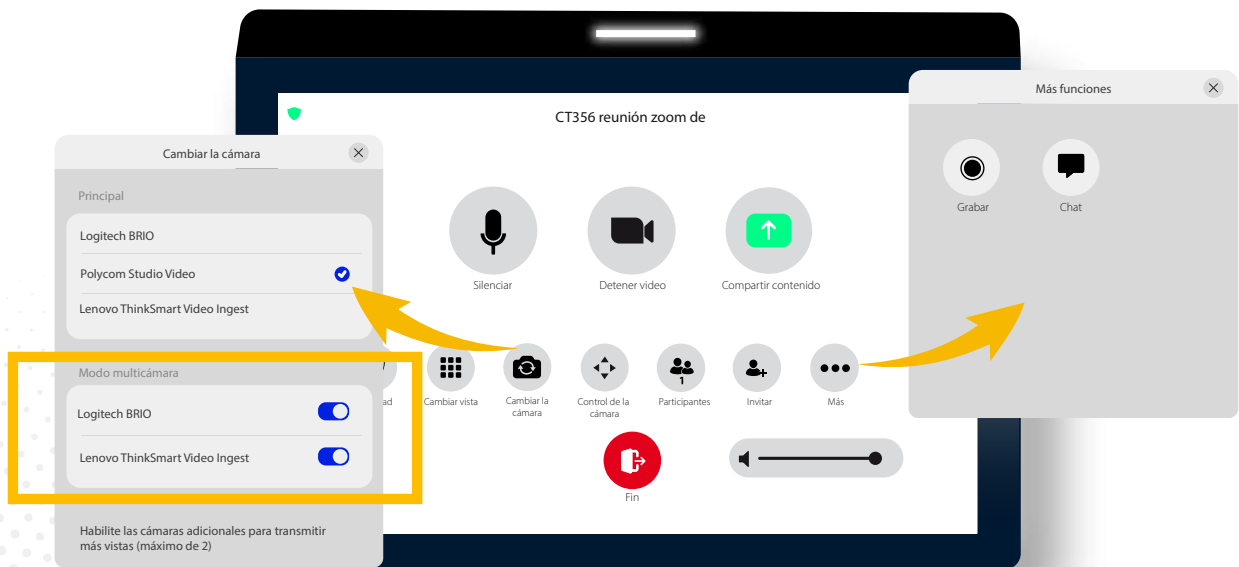 CT356 reunión zoom de
Cambiar la cámara
Principal
Logitech BRIO
Polycom Studio Video
Lenovo ThinkSmart Video Ingest
Modo multicámara
Logitech BRIO
Lenovo ThinkSmart Video Ingest
Habilite las cámaras adicionales para transmitir
más vistas (máximo de 2)
Silenciar
Detener video
Compartir contenido
ad
Cambiar vista
Cambiar la
cámara
Control de la
cámara
1
Participantes
Invitar
Más
Fin
Más funciones
Grabar
Chat